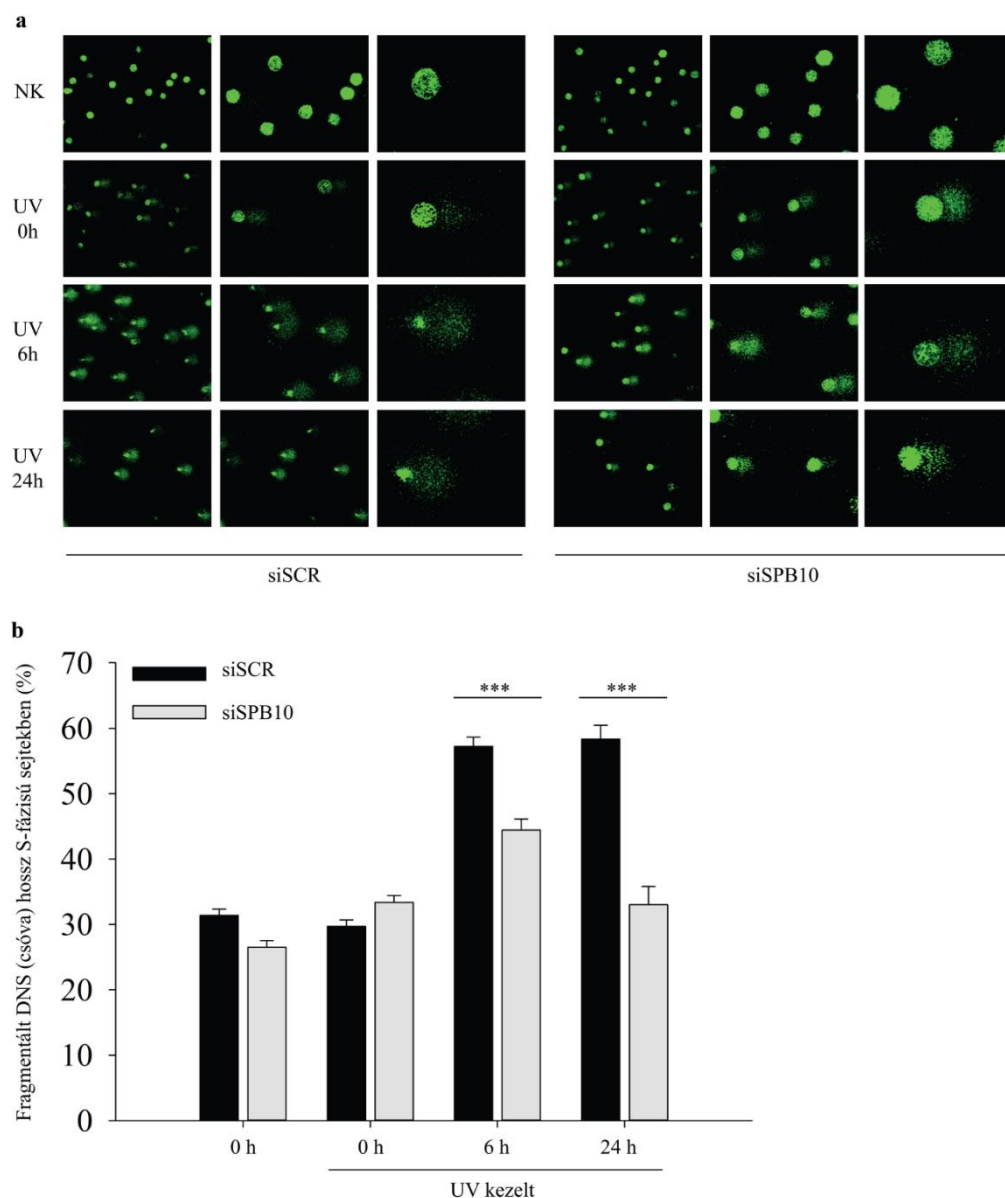 a
NK
UV
0h
UV
6h
UV
24h
siSCR
siSPB10
b
Fragmentált DNS (csóva) hossz S-fázisú sejtekben (%)
70
60
50
40
30
20
10
0
siSCR
siSPB10
***
***
0 h
0 h
6 h
24 h
UV kezelt